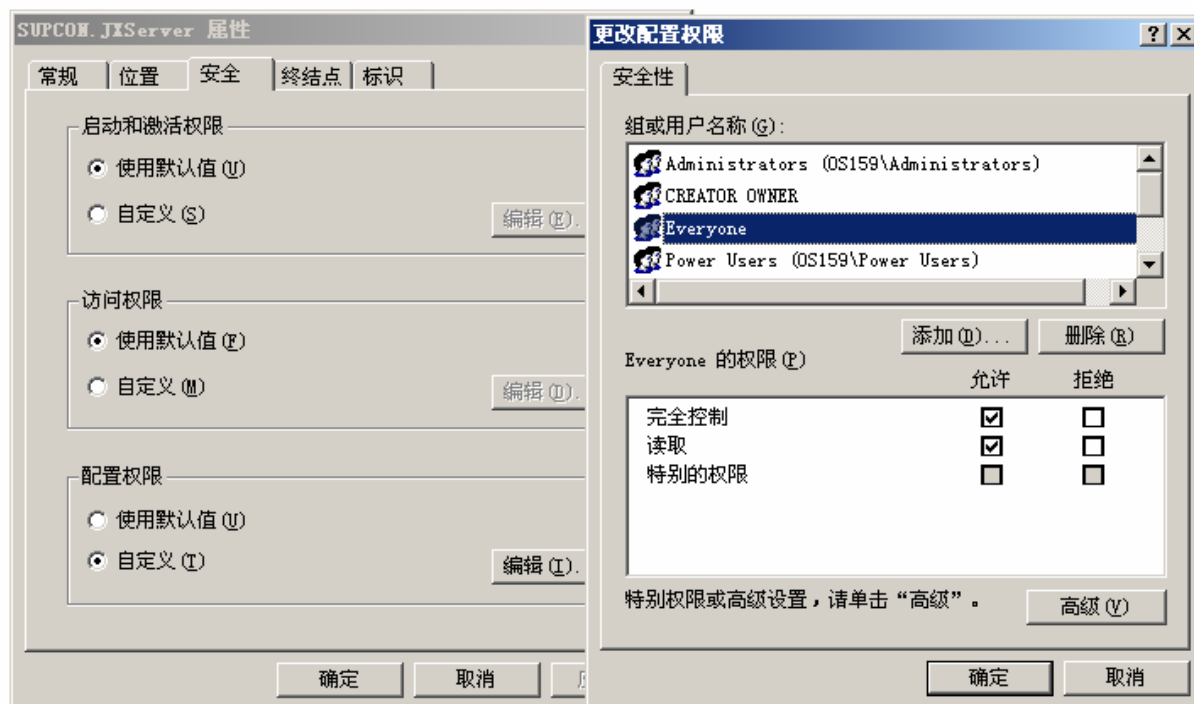 SUPCON.JXServer 属性
常规 位置 安全 终结点 标识
启动和激活权限
使用默认值(U)
自定义(S)
编辑(E).
访问权限
使用默认值(F)
自定义(M)
编辑(D).
配置权限
使用默认值(U)
自定义(T)
编辑(I).
确定 取消
更改配置权限
安全性
组或用户名称(G):
Administrators (OS159\Administrators)
CREATOR OWNER
Everyone
Power Users (OS159\Power Users)
添加(D)... 删除(R)
Everyone 的权限(P)
允许 拒绝
完全控制
读取
特别的权限
特别权限或高级设置，请单击“高级”。
高级(V)
确定 取消